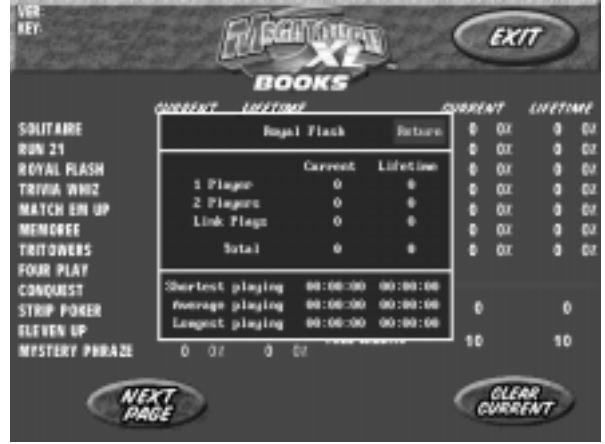 VER:
KEY:
MEGATOUCH
XL
EXIT
BOOKS
CURRENT LIFETIME CURRENT LIFETIME
SOLITAIRE 0 0% 0 0%
RUN 21 0 0% 0 0%
ROYAL FLASH 0 0% 0 0%
TRIVIA WHIZ 0 0% 0 0%
MATCH EM UP 0 0% 0 0%
MEMOREE 0 0% 0 0%
TRITOWERS 0 0% 0 0%
FOUR PLAY
CONQUEST
STRIP POKER 0 0
ELEVEN UP
10 10
MYSTERY PHRAZE 0 0% 0 0%
Royal Flash Return
Current Lifetime
1 Player 0 0
2 Players 0 0
Link Plays 0 0
Total 0 0
Shortest playing 00:00:00 00:00:00
Average playing 00:00:00 00:00:00
Longest playing 00:00:00 00:00:00
NEXT
PAGE
CLEAR
CURRENT